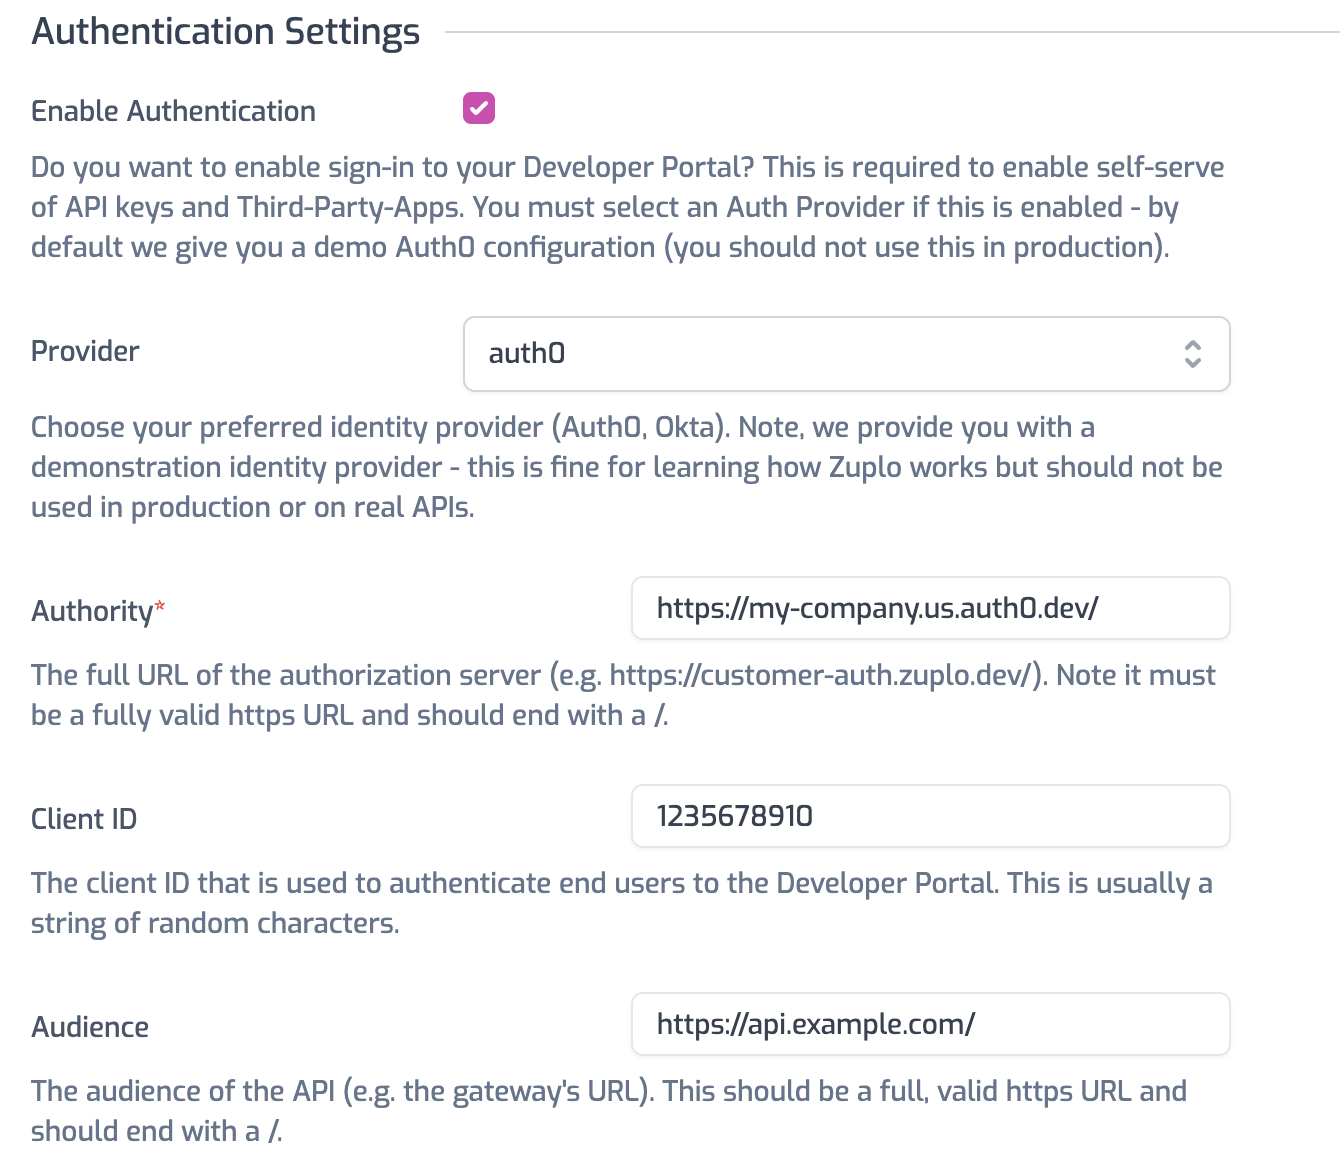 Authentication Settings
Enable Authentication
Do you want to enable sign-in to your Developer Portal? This is required to enable self-serve
of API keys and Third-Party-Apps. You must select an Auth Provider if this is enabled - by
default we give you a demo Auth0 configuration (you should not use this in production).
Provider
auth0
Choose your preferred identity provider (Auth0, Okta). Note, we provide you with a
demonstration identity provider - this is fine for learning how Zuplo works but should not be
used in production or on real APIs.
Authority*
https://my-company.us.auth0.dev/
The full URL of the authorization server (e.g. https://customer-auth.zuplo.dev/). Note it must
be a fully valid https URL and should end with a /.
Client ID
1235678910
The client ID that is used to authenticate end users to the Developer Portal. This is usually a
string of random characters.
Audience
https://api.example.com/
The audience of the API (e.g. the gateway's URL). This should be a full, valid https URL and
should end with a /.